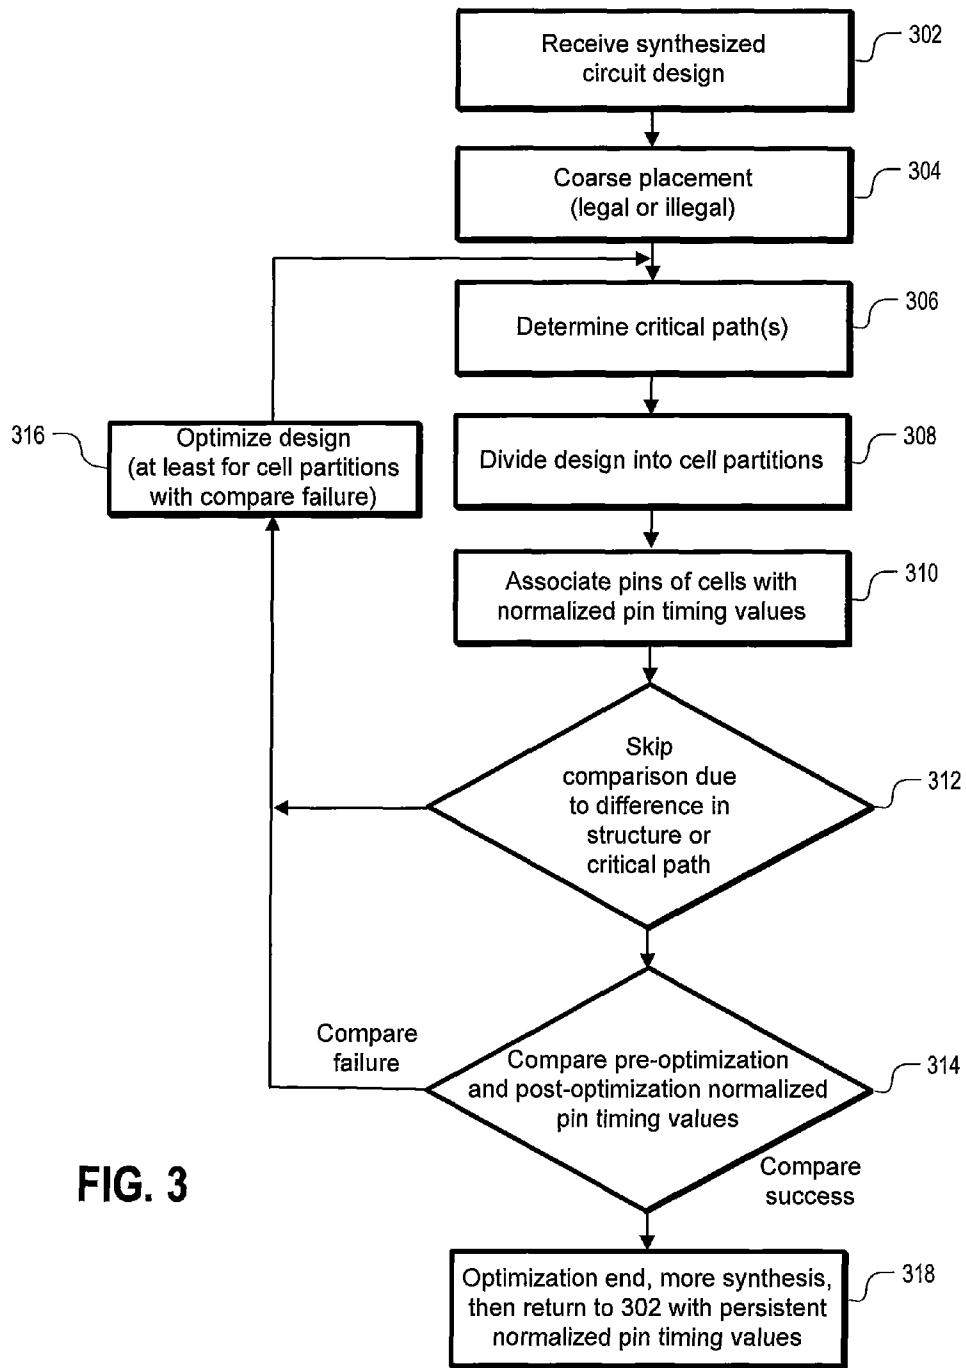 Receive synthesized
circuit design
302
Coarse placement
(legal or illegal)
304
Determine critical path(s)
306
316
Optimize design
(at least for cell partitions
with compare failure)
Divide design into cell partitions
308
Associate pins of cells with
normalized pin timing values
310
Skip
comparison due
to difference in
structure or
critical path
312
Compare
failure
Compare pre-optimization
and post-optimization normalized
pin timing values
314
Compare
success
FIG. 3
Optimization end, more synthesis,
then return to 302 with persistent
normalized pin timing values
318